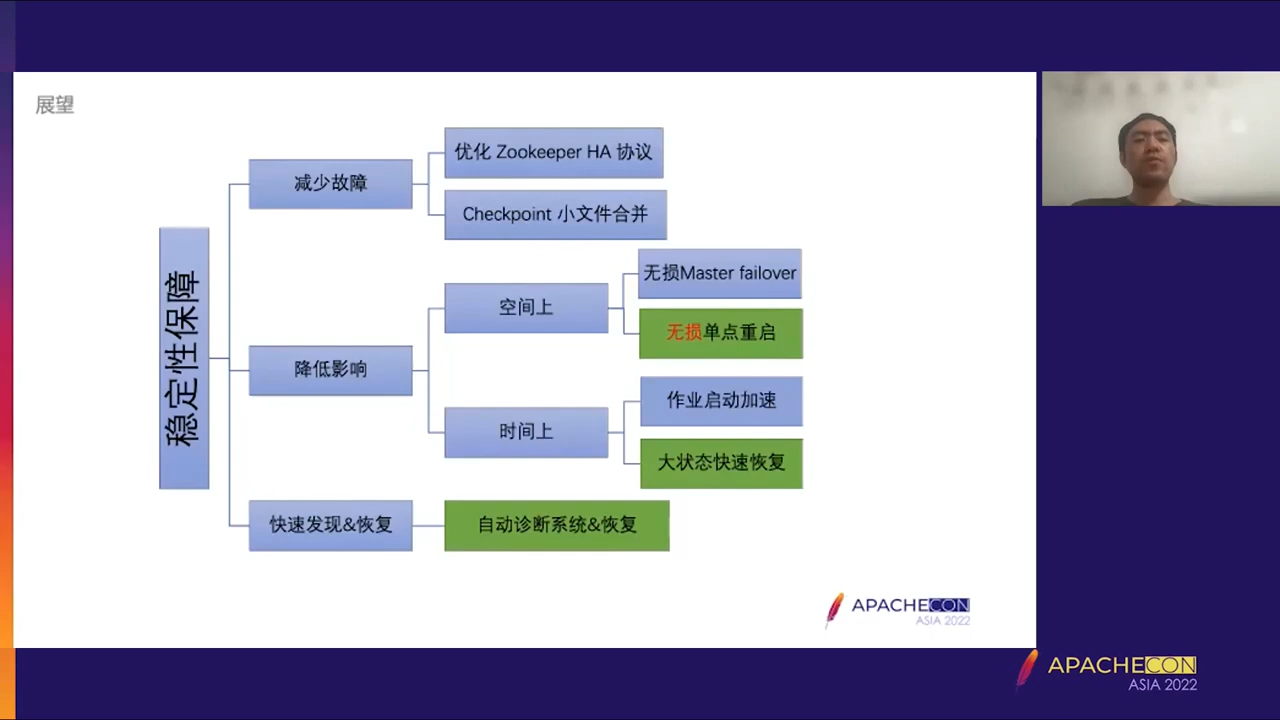 展望
稳定性保障
减少故障
优化 Zookeeper HA 协议
Checkpoint 小文件合并
降低影响
空间上
无损Master failover
无损单点重启
时间上
作业启动加速
大状态快速恢复
快速发现&恢复
自动诊断系统&恢复
APACHECON
ASIA 2022
APACHECON
ASIA 2022